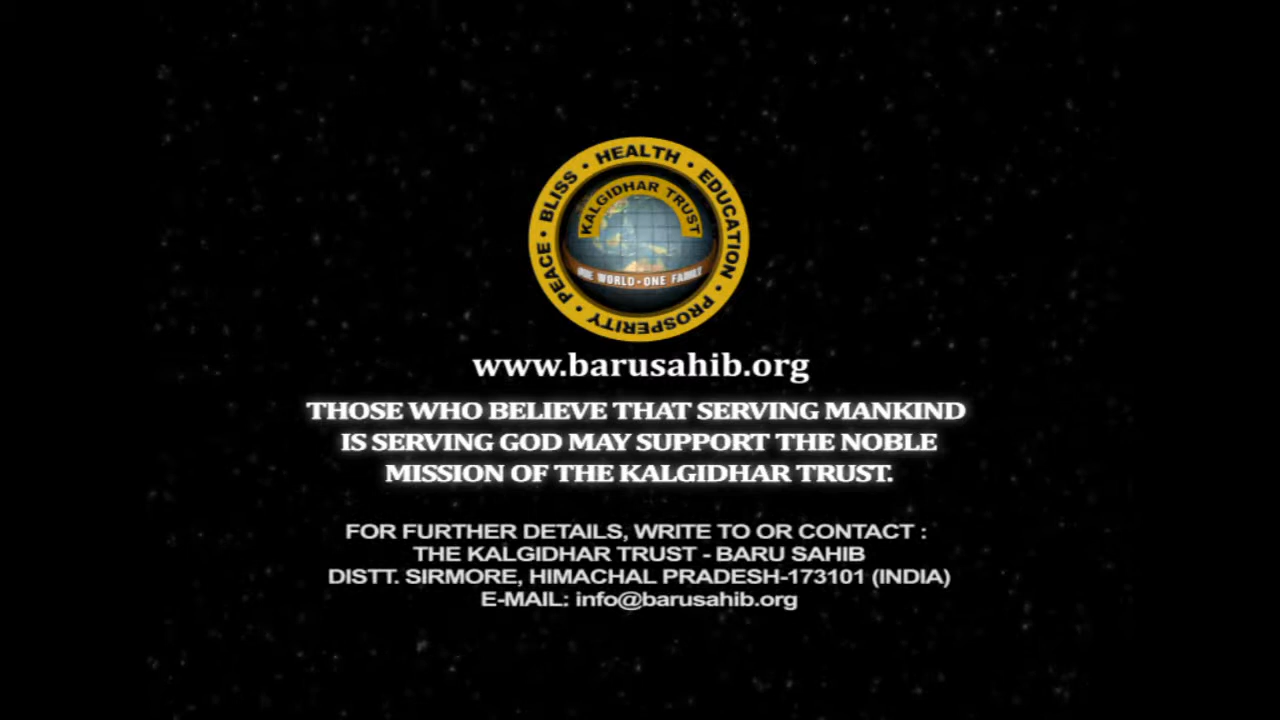 BLISS • HEALTH • EDUCATION • PROSPERITY • PEACE •
KALGIDHAR TRUST
ONE WORLD • ONE FAMILY
www.barusahib.org
THOSE WHO BELIEVE THAT SERVING MANKIND
IS SERVING GOD MAY SUPPORT THE NOBLE
MISSION OF THE KALGIDHAR TRUST.
FOR FURTHER DETAILS, WRITE TO OR CONTACT :
THE KALGIDHAR TRUST - BARU SAHIB
DISTT. SIRMORE, HIMACHAL PRADESH-173101 (INDIA)
E-MAIL: info@barusahib.org